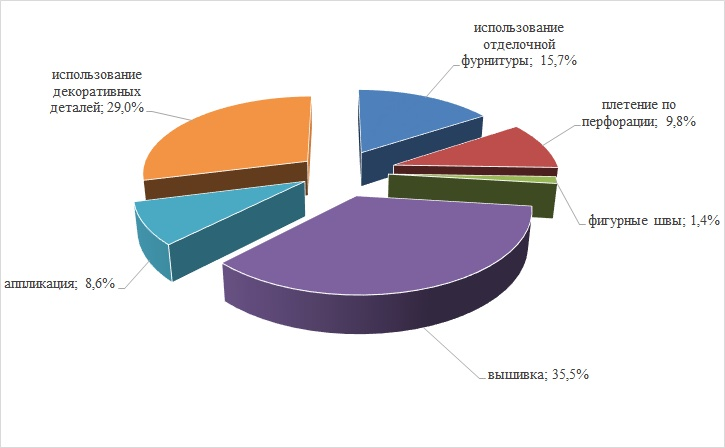 использование
отделочной
фурнитуры; 15,7%
использование
декоративных
деталей; 29,0%
плетение по
перфорации; 9,8%
фигурные швы; 1,4%
аппликация; 8,6%
вышивка; 35,5%